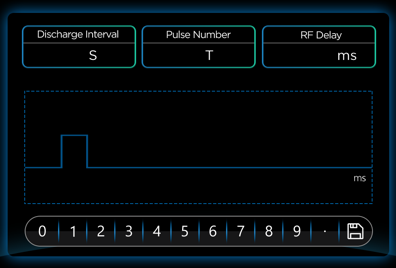 Discharge Interval
S
Pulse Number
T
RF Delay
ms
ms
0 1 2 3 4 5 6 7 8 9 ·